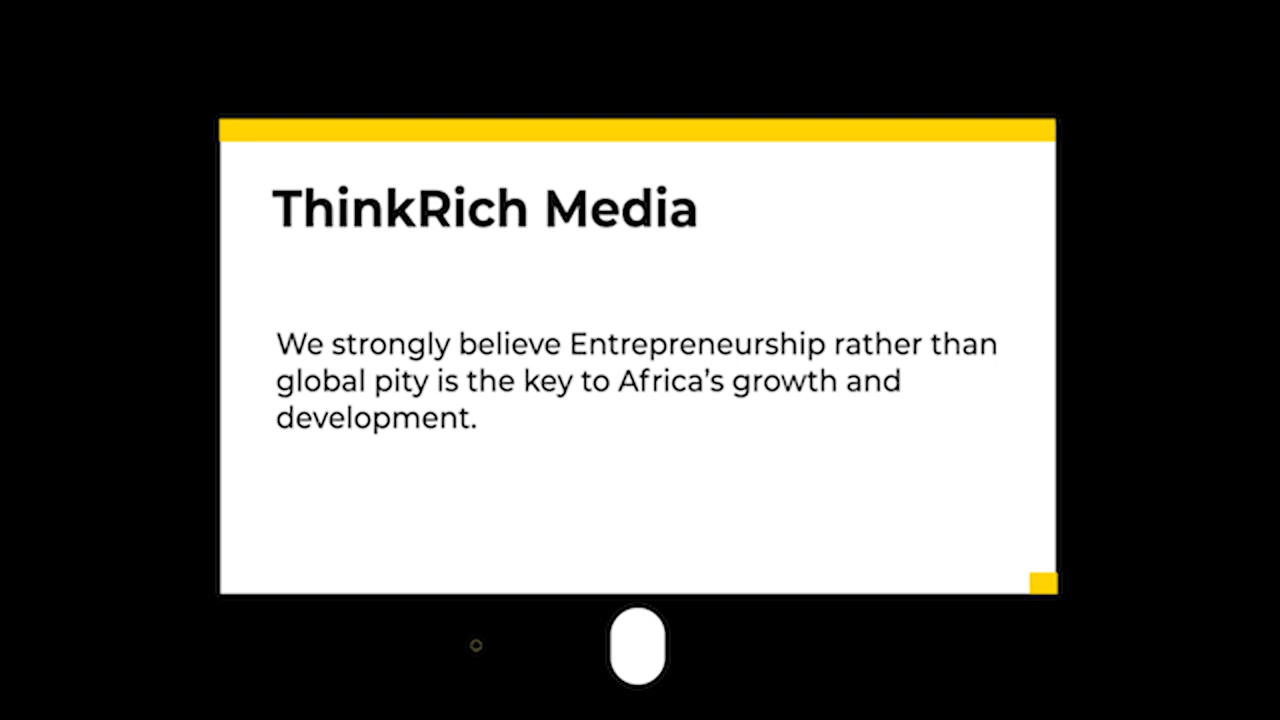 ThinkRich Media
We strongly believe Entrepreneurship rather than
global pity is the key to Africa’s growth and
development.